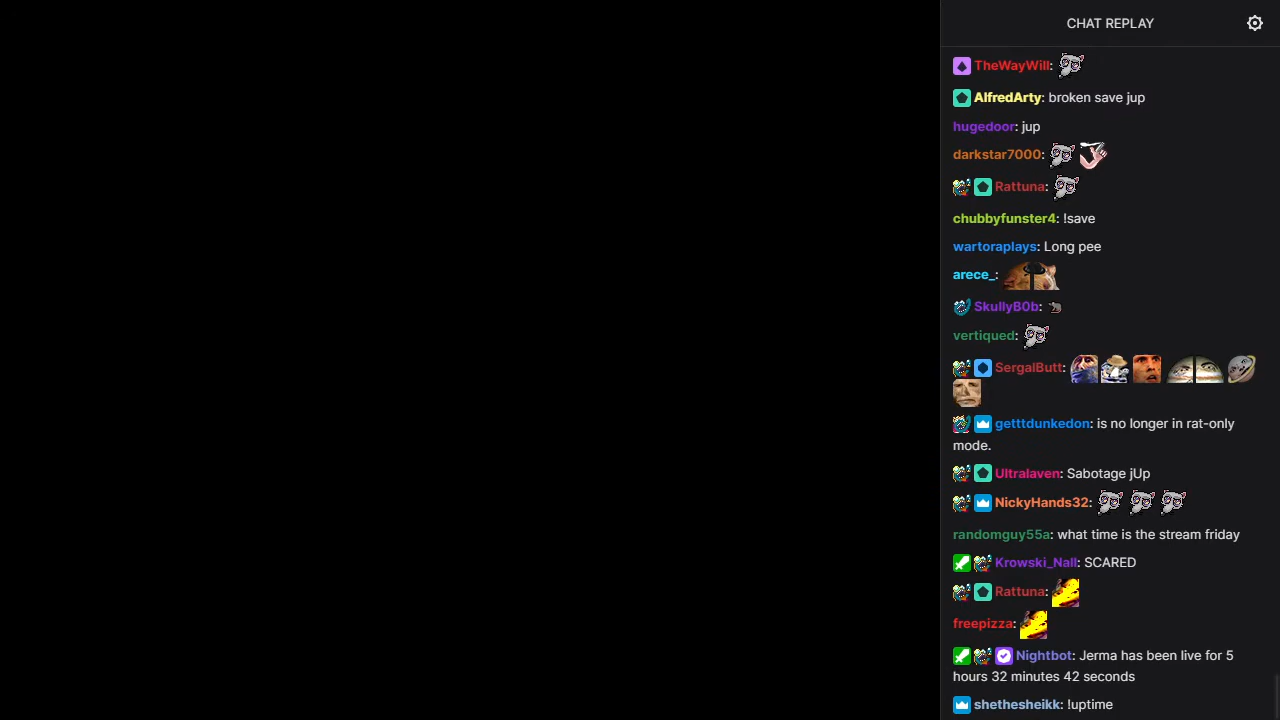 CHAT REPLAY
TheWayWill:
AlfredArty: broken save jup
hugedoor: jup
darkstar7000:
Rattuna:
chubbyfunster4: !save
wartoraplays: Long pee
arece_:
SkullyB0b:
vertiqued:
SergalButt:
getttdunkedon: is no longer in rat-only
mode.
Ultralaven: Sabotage jUp
NickyHands32:
randomguy55a: what time is the stream friday
Krowski_Nall: SCARED
Rattuna:
freepizza:
Nightbot: Jerma has been live for 5
hours 32 minutes 42 seconds
shethesheikk: !uptime